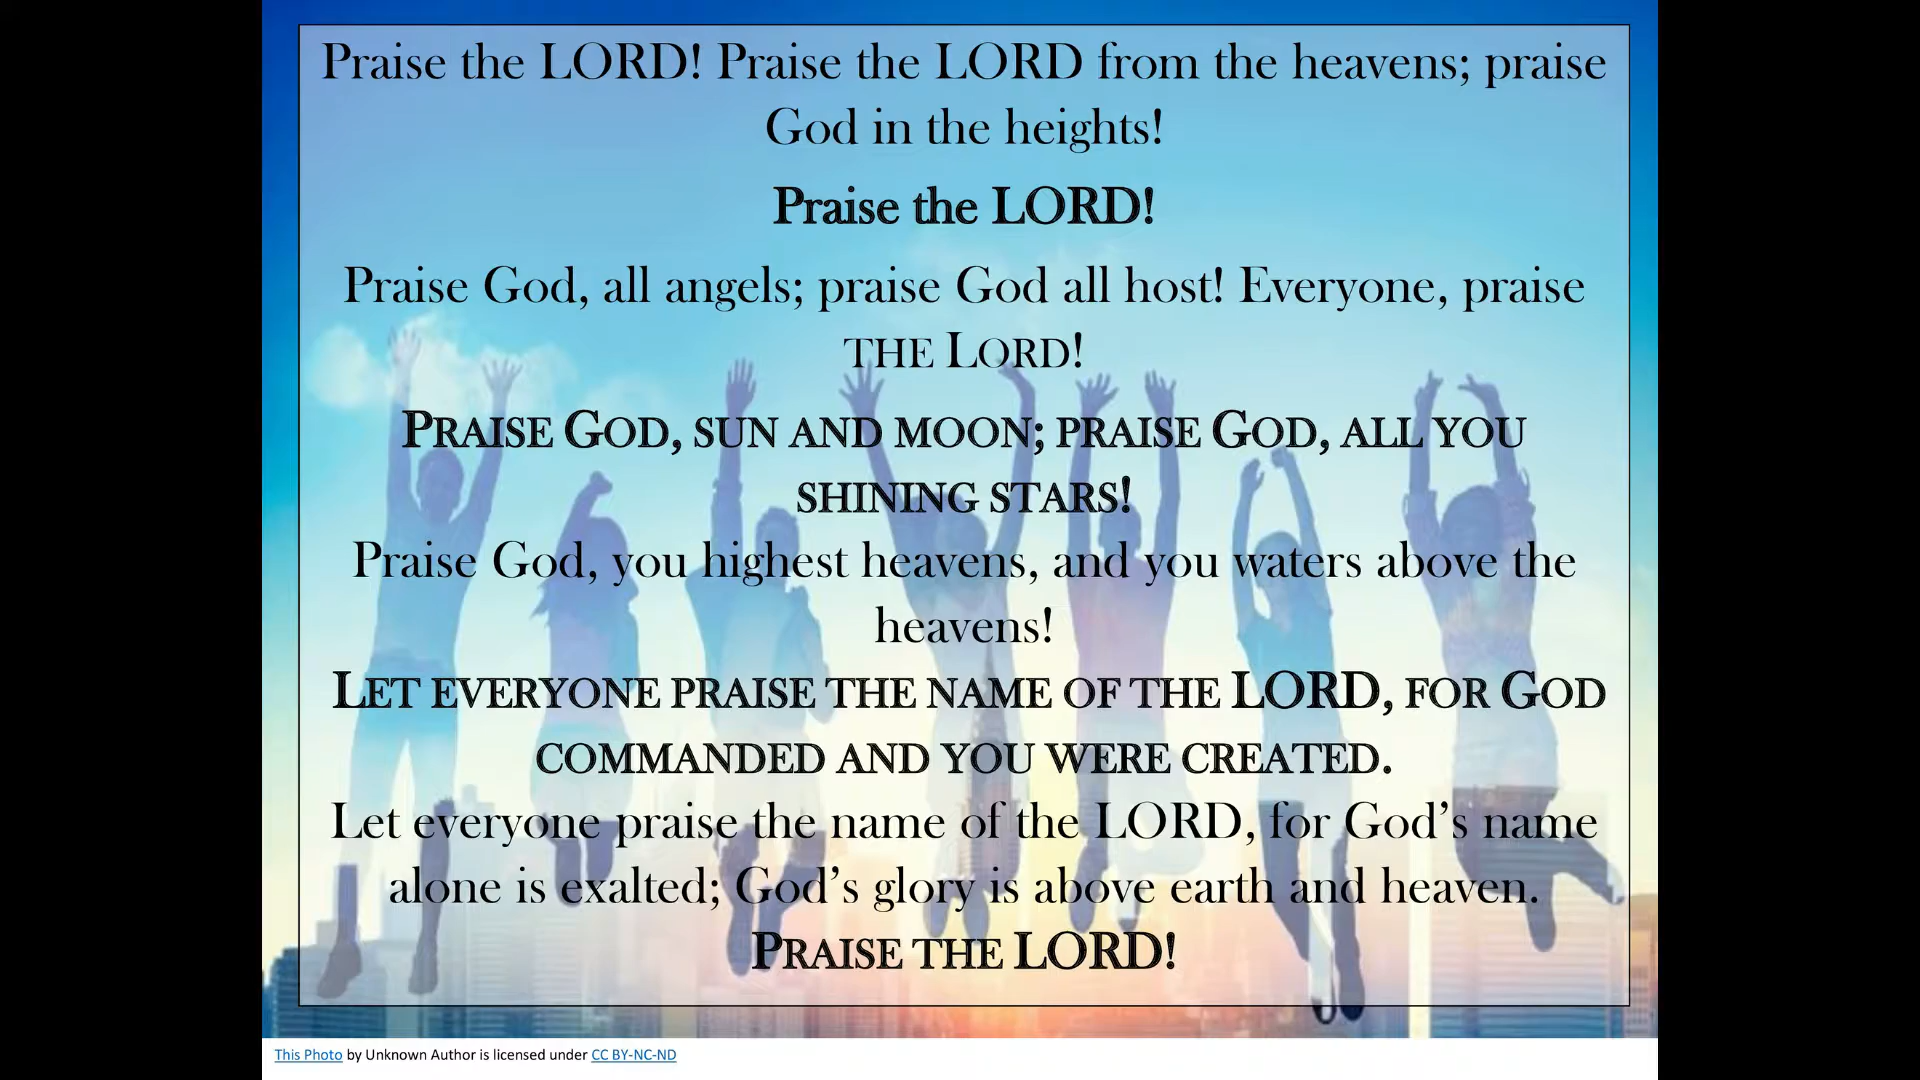 Praise the LORD! Praise the LORD from the heavens; praise
God in the heights!
Praise the LORD!
Praise God, all angels; praise God all host! Everyone, praise
THE LORD!
PRAISE GOD, SUN AND MOON; PRAISE GOD, ALL YOU
SHINING STARS!
Praise God, you highest heavens, and you waters above the
heavens!
LET EVERYONE PRAISE THE NAME OF THE LORD, FOR GOD
COMMANDED AND YOU WERE CREATED.
Let everyone praise the name of the LORD, for God’s name
alone is exalted; God’s glory is above earth and heaven.
PRAISE THE LORD!
This Photo by Unknown Author is licensed under CC BY-NC-ND